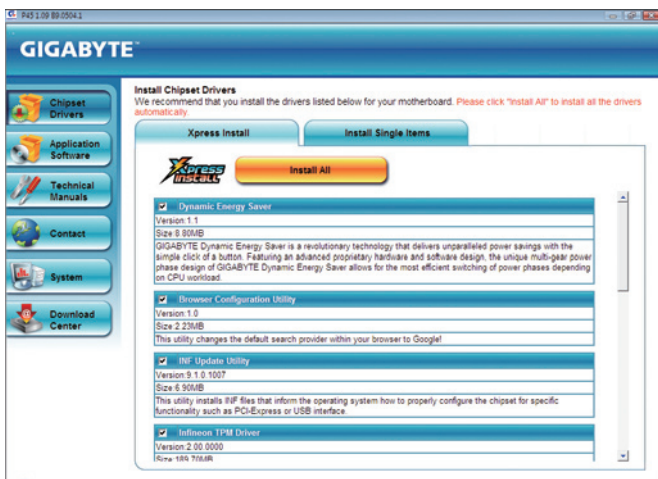 P45 1.09 B9.0504.1
GIGABYTE™
Chipset
Drivers
Application
Software
Technical
Manuals
Contact
System
Download
Center
Install Chipset Drivers
We recommend that you install the drivers listed below for your motherboard. Please click "Install All" to install all the drivers
automatically.
Xpress Install
Install Single Items
Xpress
INSTALL
Install All
Dynamic Energy Saver
Version:1.1
Size:8.80MB
GIGABYTE Dynamic Energy Saver is a revolutionary technology that delivers unparalleled power savings with the
simple click of a button. Featuring an advanced proprietary hardware and software design, the unique multi-gear power
phase design of GIGABYTE Dynamic Energy Saver allows for the most efficient switching of power phases depending
on CPU workload.
Browser Configuration Utility
Version:1.0
Size:2.23MB
This utility changes the default search provider within your browser to Google!
INF Update Utility
Version:9.1.0.1007
Size:6.90MB
This utility installs INF files that inform the operating system how to properly configure the chipset for specific
functionality such as PCI-Express or USB interface.
Infineon TPM Driver
Version:2.00.0000
Size:189.70MB